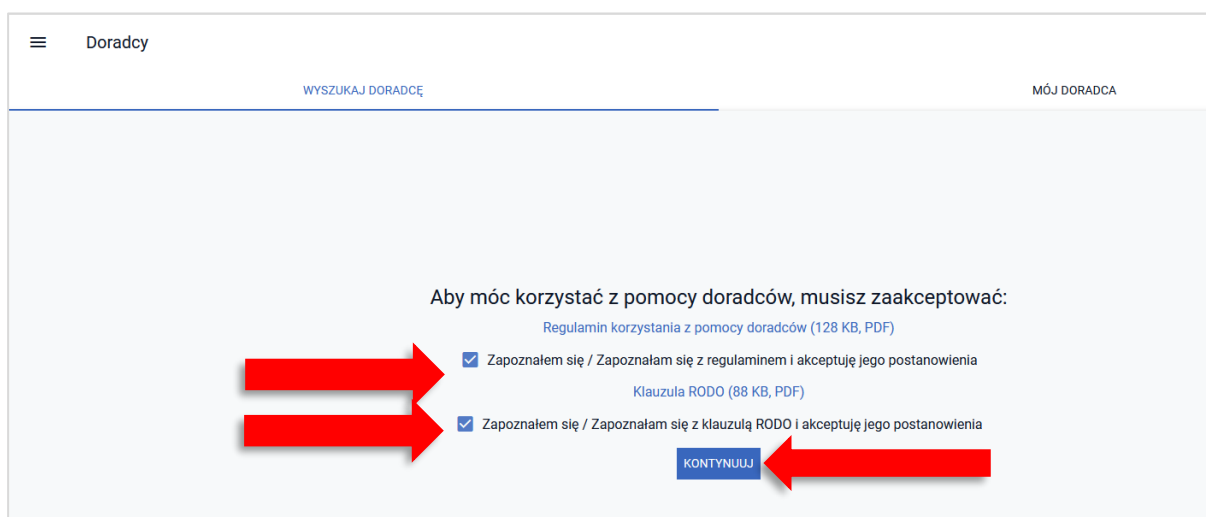 Doradcy
WYSZUKAJ DORADCĘ
MÓJ DORADCA
Aby móc korzystać z pomocy doradców, musisz zaakceptować:
Regulamin korzystania z pomocy doradców (128 KB, PDF)
Zapoznałem się / Zapoznałam się z regulaminem i akceptuję jego postanowienia
Klauzula RODO (88 KB, PDF)
Zapoznałem się / Zapoznałam się z klauzulą RODO i akceptuję jego postanowienia
KONTYNUUJ